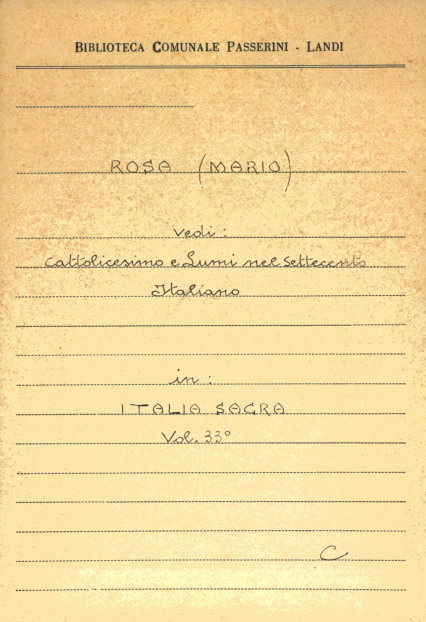 BIBLIOTECA COMUNALE PASSERINI - LANDI
ROSA (MARIO)
Vedi:
Cattolicesimo e Lumi nel Settecento
Italiano
in:
ITALIA SACRA
Vol. 33°
C